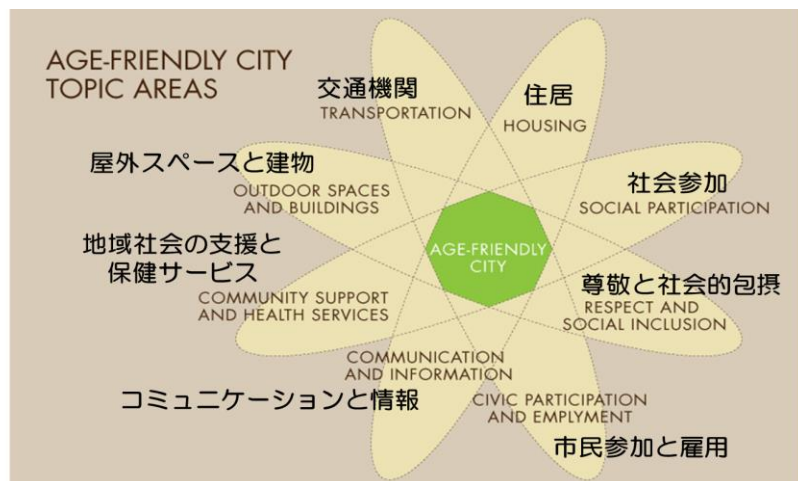 AGE-FRIENDLY CITY
TOPIC AREAS
交通機関
TRANSPORTATION
住居
HOUSING
屋外スペースと建物
OUTDOOR SPACES
AND BUILDINGS
社会参加
SOCIAL PARTICIPATION
地域社会の支援と
保健サービス
COMMUNITY SUPPORT
AND HEALTH SERVICES
AGE-FRIENDLY
CITY
尊敬と社会的包摂
RESPECT AND
SOCIAL INCLUSION
COMMUNICATION
AND INFORMATION
コミュニケーションと情報
CIVIC PARTICIPATION
AND EMPLYMENT
市民参加と雇用